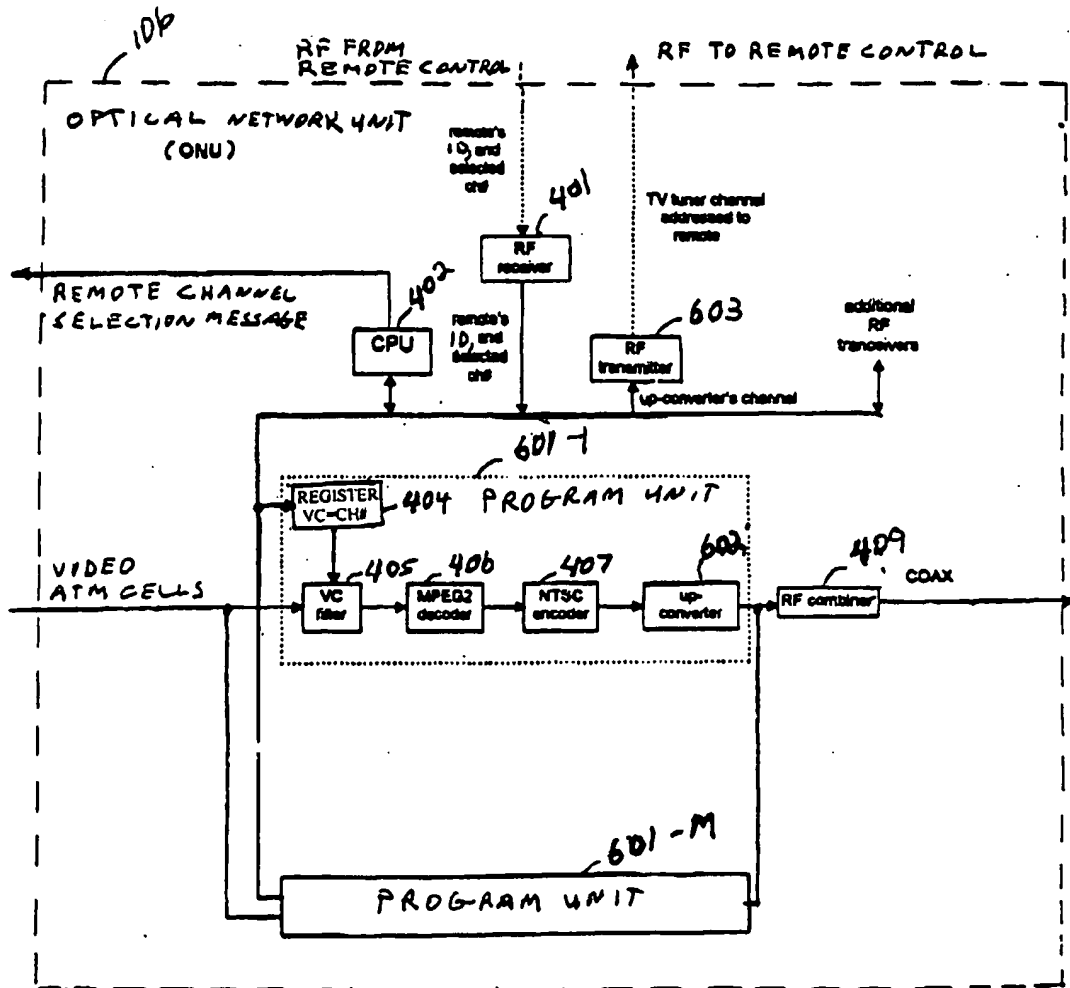 106
RF FROM
REMOTE CONTROL
RF TO REMOTE CONTROL
OPTICAL NETWORK UNIT
(ONU)
remote's
ID, and
selected
ch#
401
RF
receiver
TV tuner channel
addressed to
remote
REMOTE CHANNEL
SELECTION MESSAGE
402
CPU
remote's
ID, and
selected
ch#
603
RF
transmitter
additional
RF
tranceivers
up-converter's channel
601-1
REGISTER
VC=CH#
404
PROGRAM UNIT
VIDEO
ATM CELLS
405
VC
filter
406
MPEG2
decoder
407
NTSC
encoder
602
up-
converter
409
RF combiner
COAX
601-M
PROGRAM UNIT